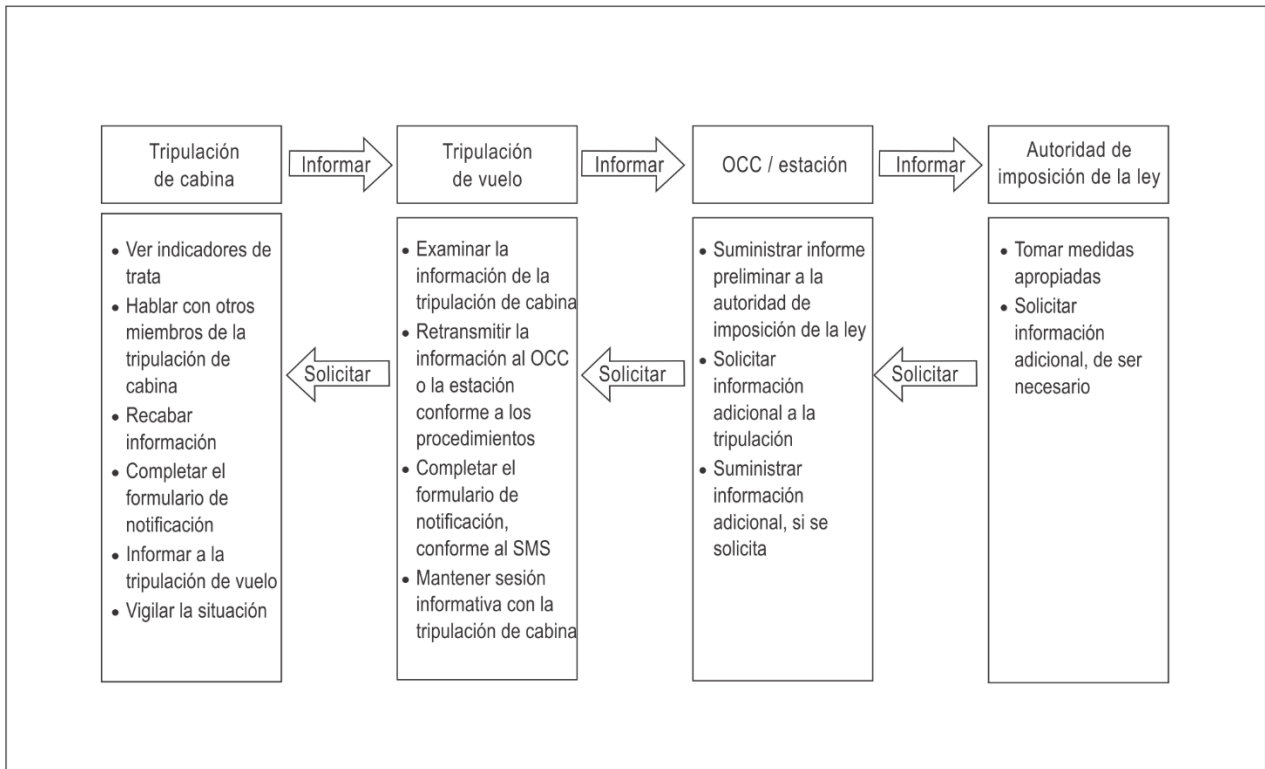 Tripulación
de cabina
Informar
Tripulación
de vuelo
Informar
OCC / estación
Informar
Autoridad de
imposición de la ley
• Ver indicadores de
trata
• Hablar con otros
miembros de la
tripulación de
cabina
• Recabar
información
• Completar el
formulario de
notificación
• Informar a la
tripulación de vuelo
• Vigilar la situación
Solicitar
• Examinar la
información de la
tripulación de cabina
• Retransmitir la
información al OCC
o la estación
conforme a los
procedimientos
• Completar el
formulario de
notificación,
conforme al SMS
• Mantener sesión
informativa con la
tripulación de cabina
Solicitar
• Suministrar informe
preliminar a la
autoridad de
imposición de la ley
• Solicitar
información
adicional a la
tripulación
• Suministrar
información
adicional, si se
solicita
Solicitar
• Tomar medidas
apropiadas
• Solicitar
información
adicional, de ser
necesario